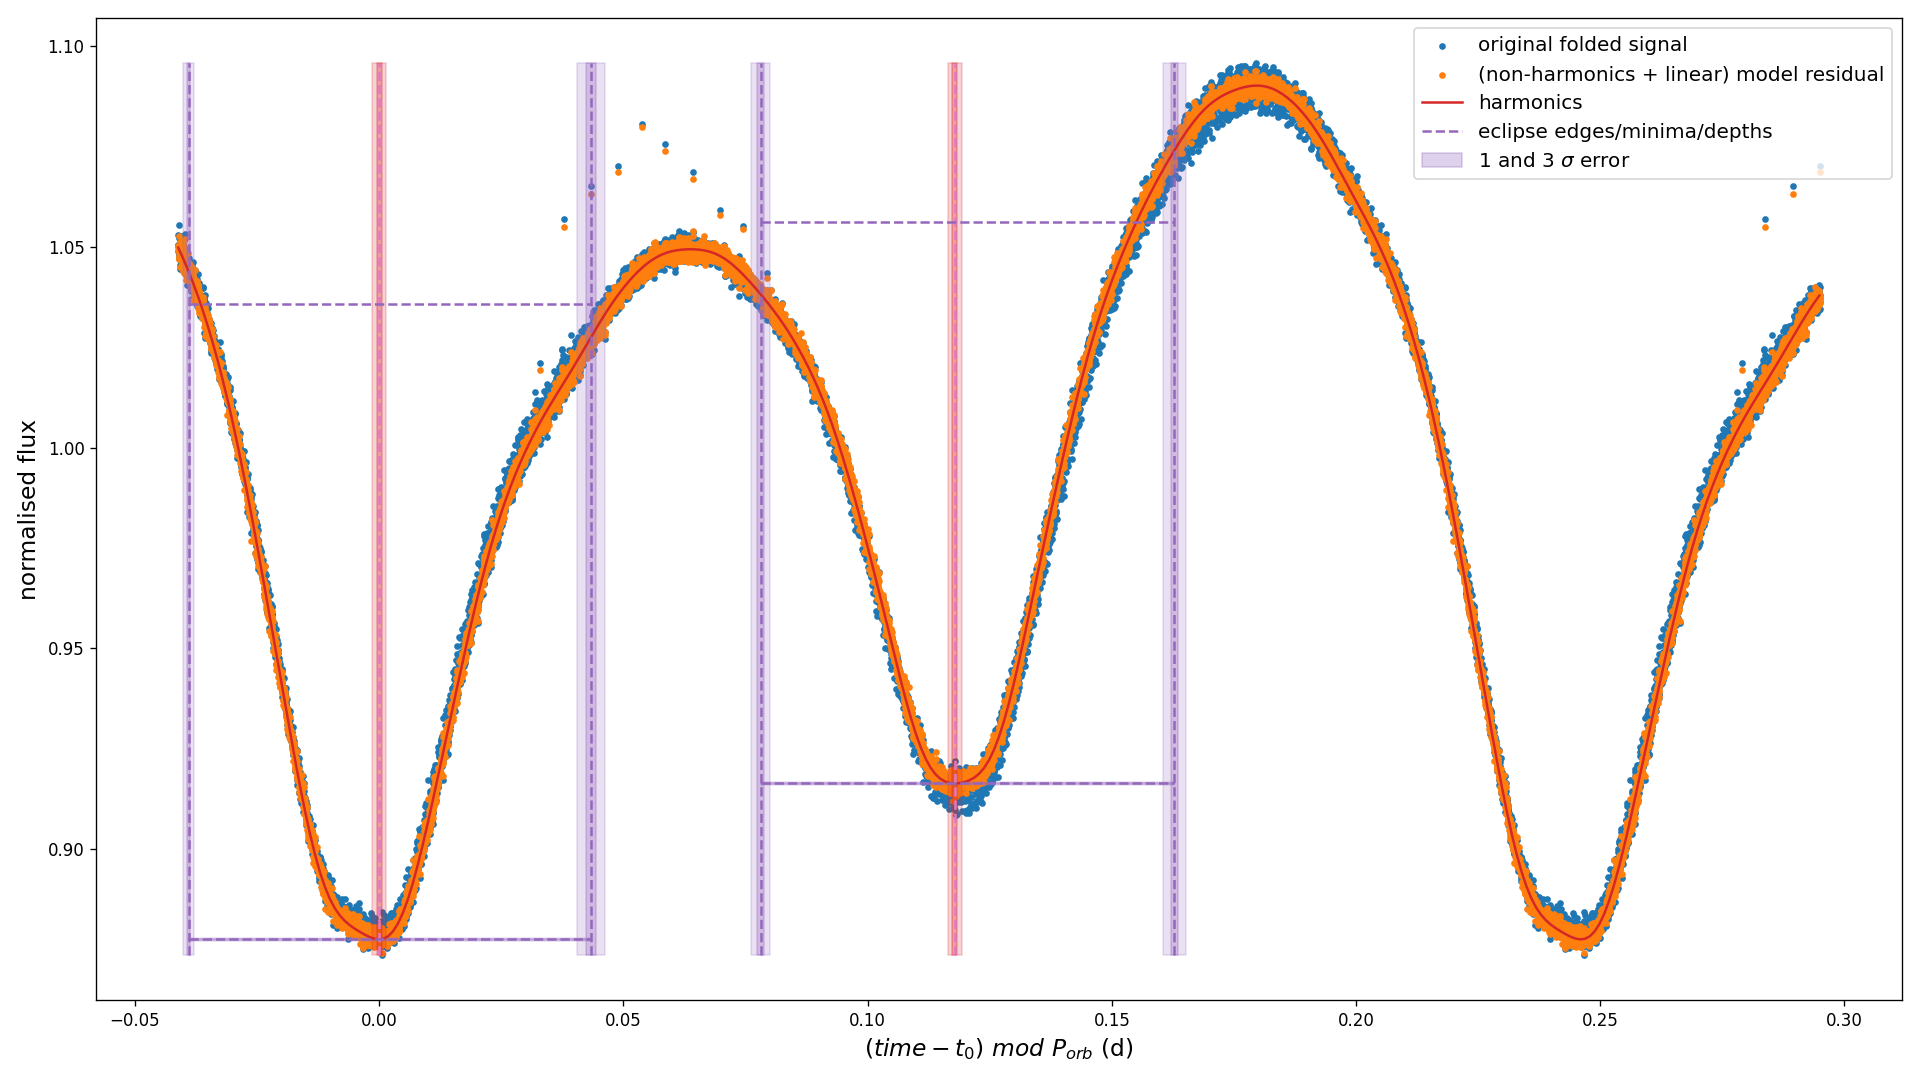 1.10
1.05
1.00
0.95
0.90
normalised flux
original folded signal
(non-harmonics + linear) model residual
harmonics
eclipse edges/minima/depths
1 and 3 σ error
−0.05
0.00
0.05
0.10
0.15
0.20
0.25
0.30
(time − t₀) mod Pₒᵣb (d)